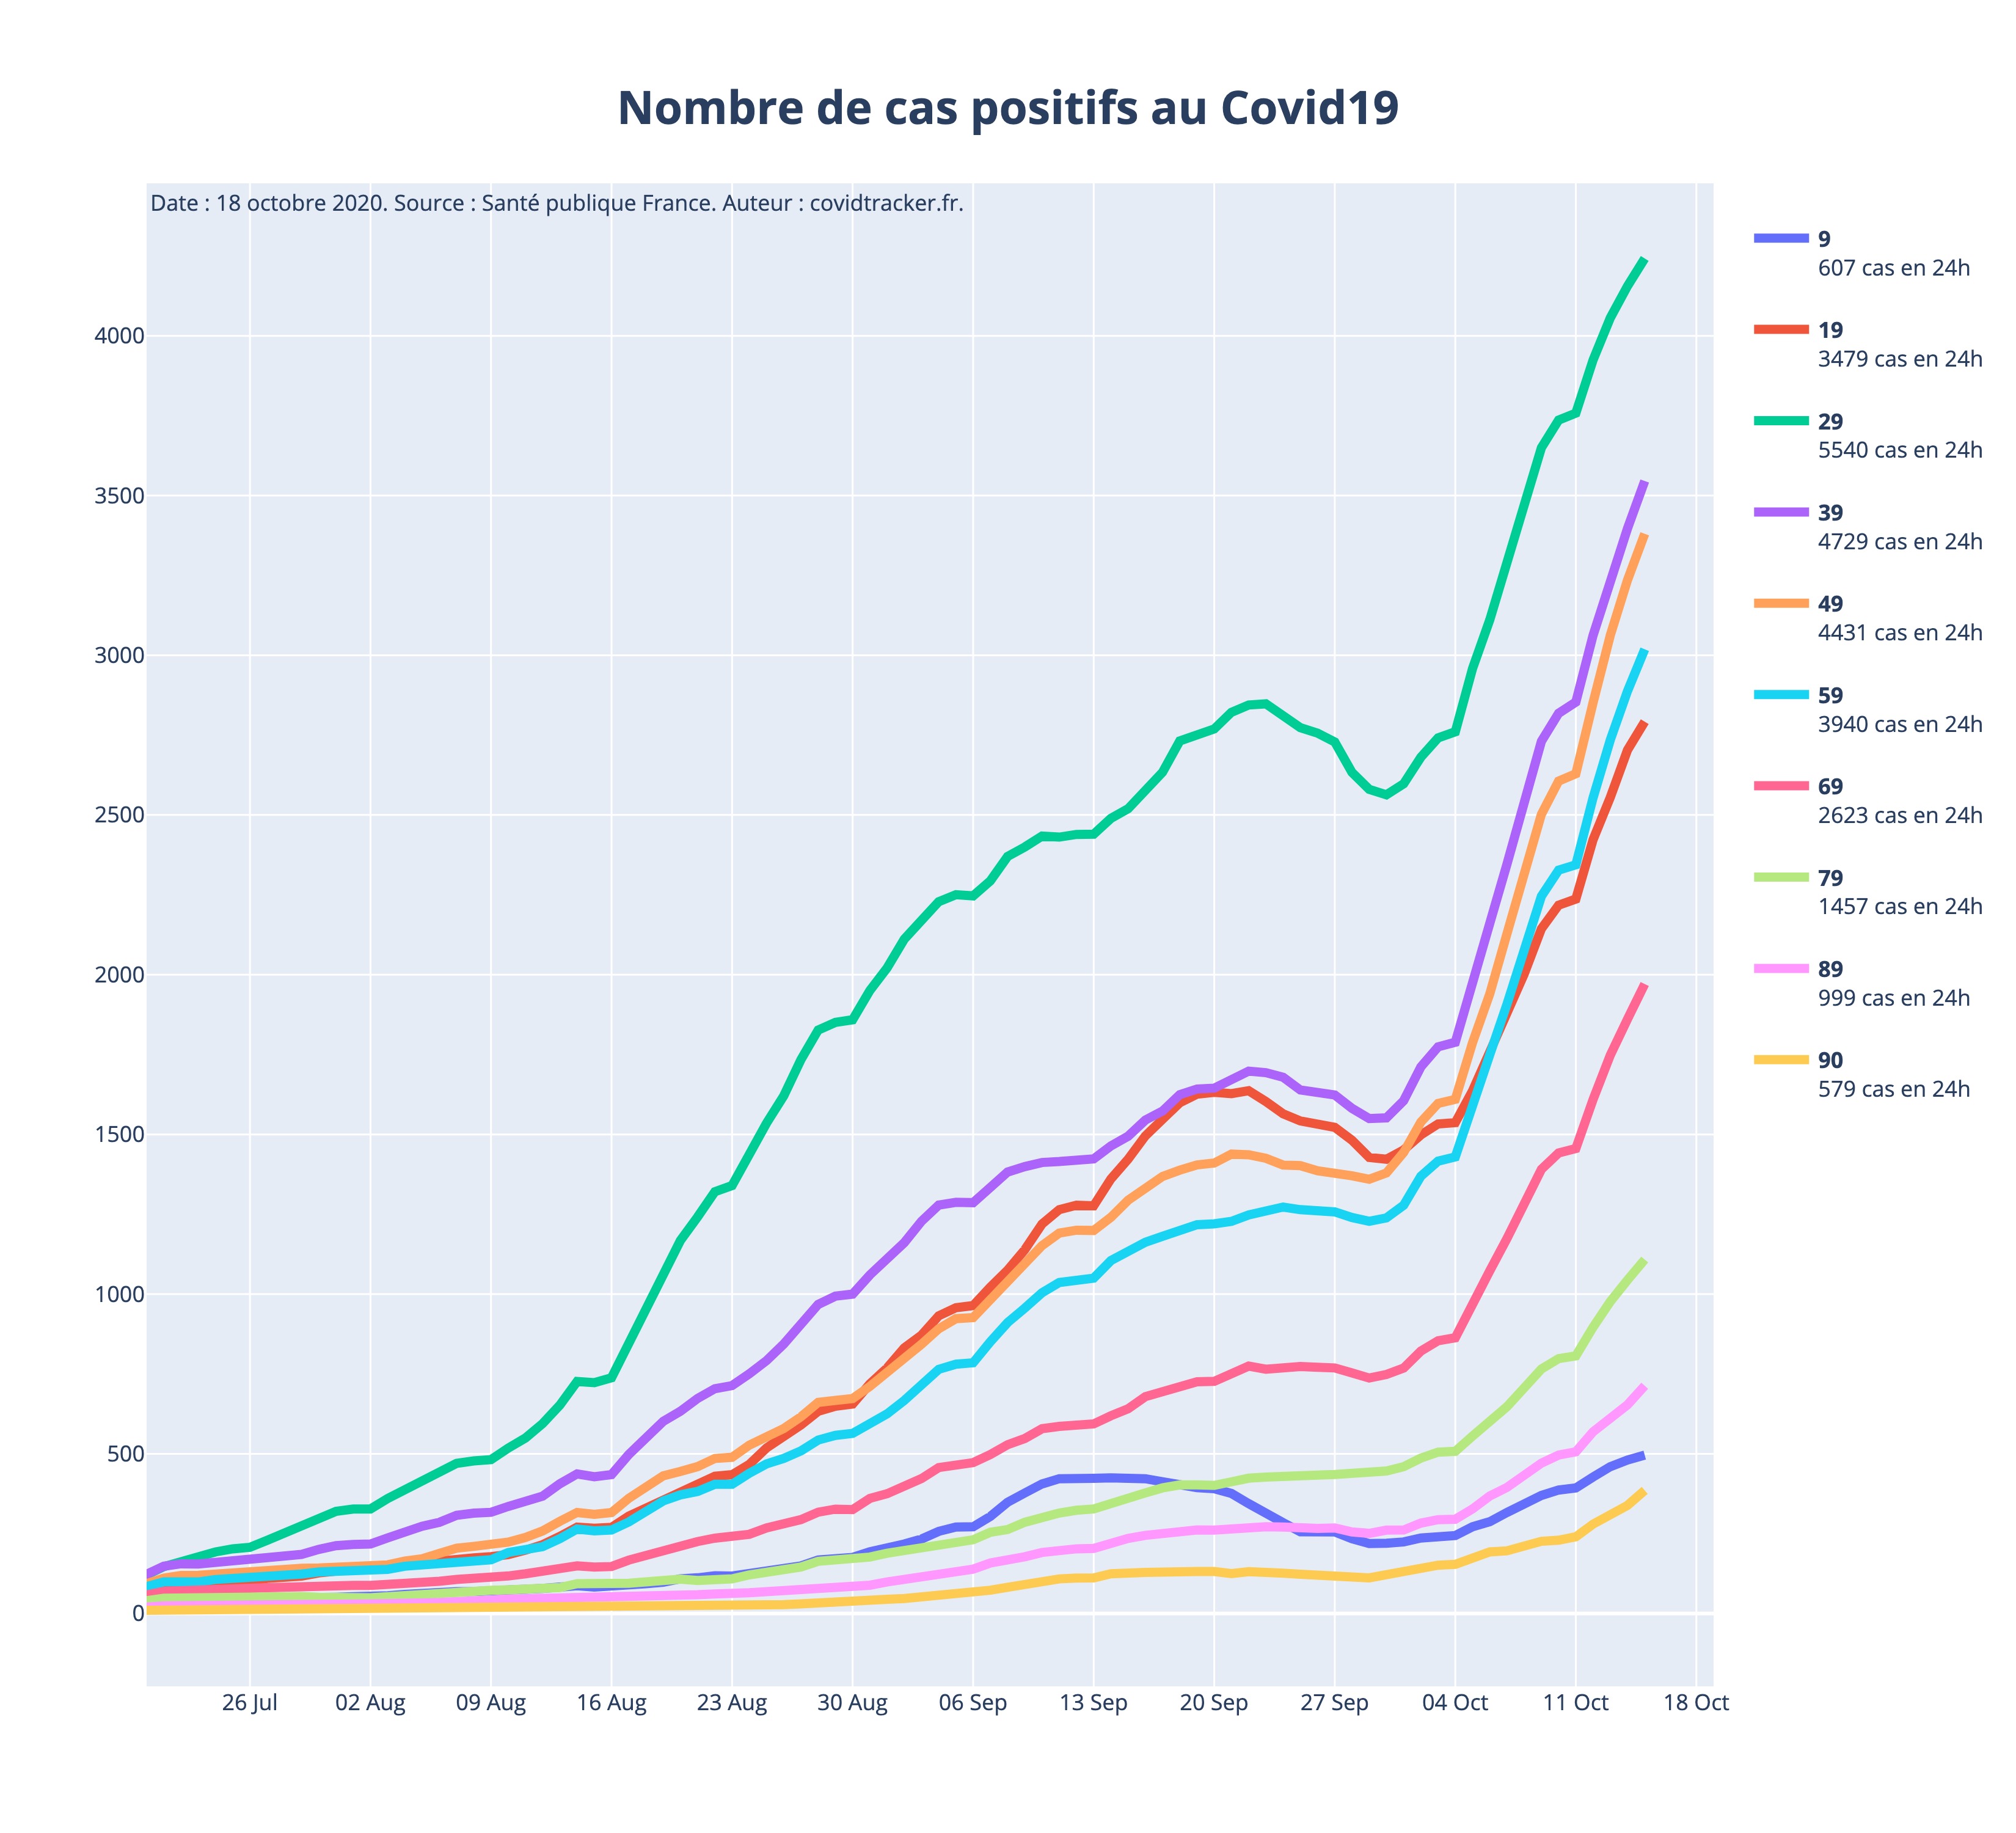 Nombre de cas positifs au Covid19
Date : 18 octobre 2020. Source : Santé publique France. Auteur : covidtracker.fr.
4000
3500
3000
2500
2000
1500
1000
500
0
26 Jul
02 Aug
09 Aug
16 Aug
23 Aug
30 Aug
06 Sep
13 Sep
20 Sep
27 Sep
04 Oct
11 Oct
18 Oct
9
607 cas en 24h
19
3479 cas en 24h
29
5540 cas en 24h
39
4729 cas en 24h
49
4431 cas en 24h
59
3940 cas en 24h
69
2623 cas en 24h
79
1457 cas en 24h
89
999 cas en 24h
90
579 cas en 24h